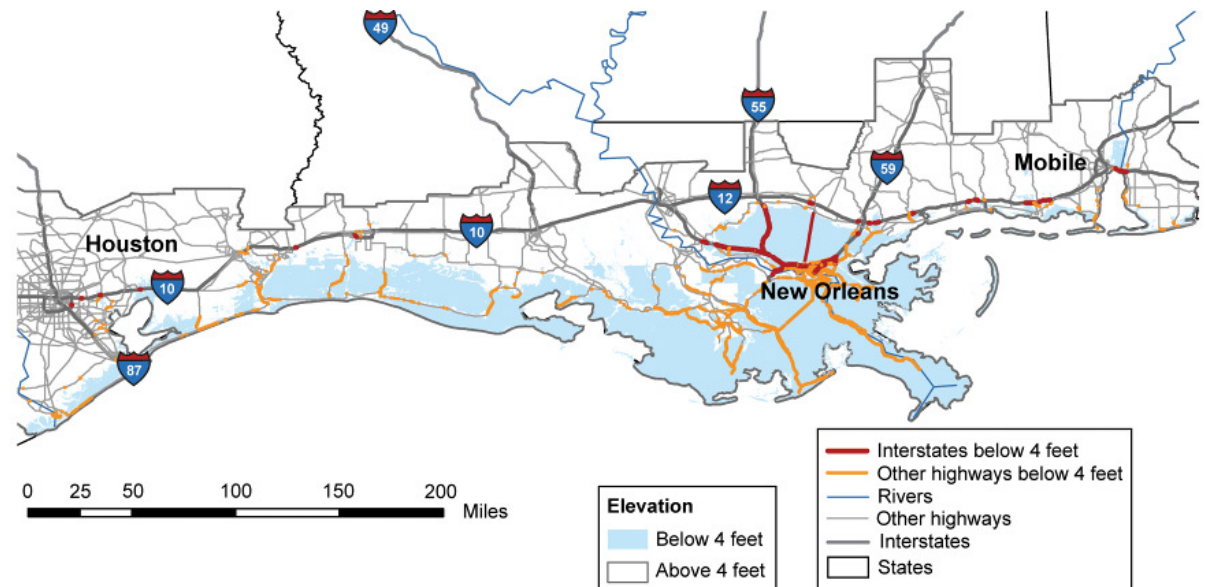 49
55
Mobile
59
12
Houston
10
10
New Orleans
87
0 25 50 100 150 200
Miles
Elevation
Below 4 feet
Above 4 feet
Interstates below 4 feet
Other highways below 4 feet
Rivers
Other highways
Interstates
States